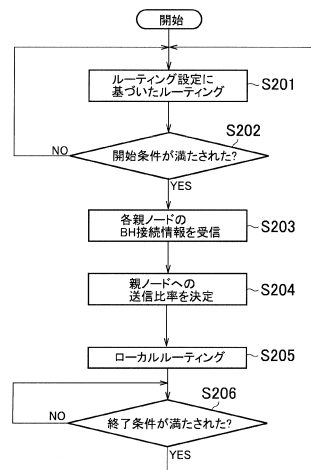 開始
ルーティング設定に
基づいたルーティング
S201
S202
開始条件が満たされた?
NO
YES
各親ノードの
BH接続情報を受信
S203
親ノードへの
送信比率を決定
S204
ローカルルーティング
S205
S206
終了条件が満たされた?
NO
YES